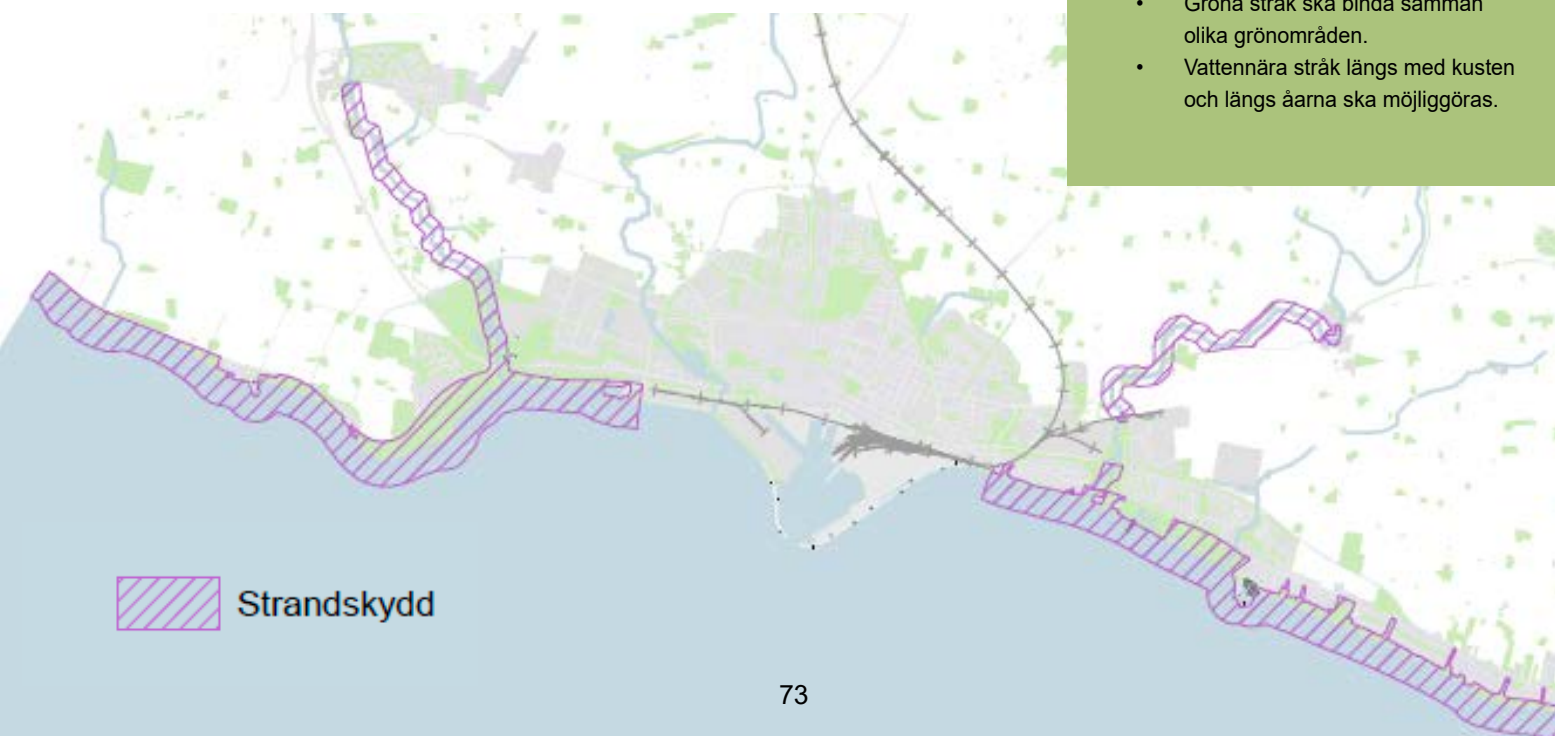 • Gröna stråk ska binda samman
olika grönområden.
• Vattennära stråk längs med kusten
och längs åarna ska möjliggöras.
Strandskydd
73